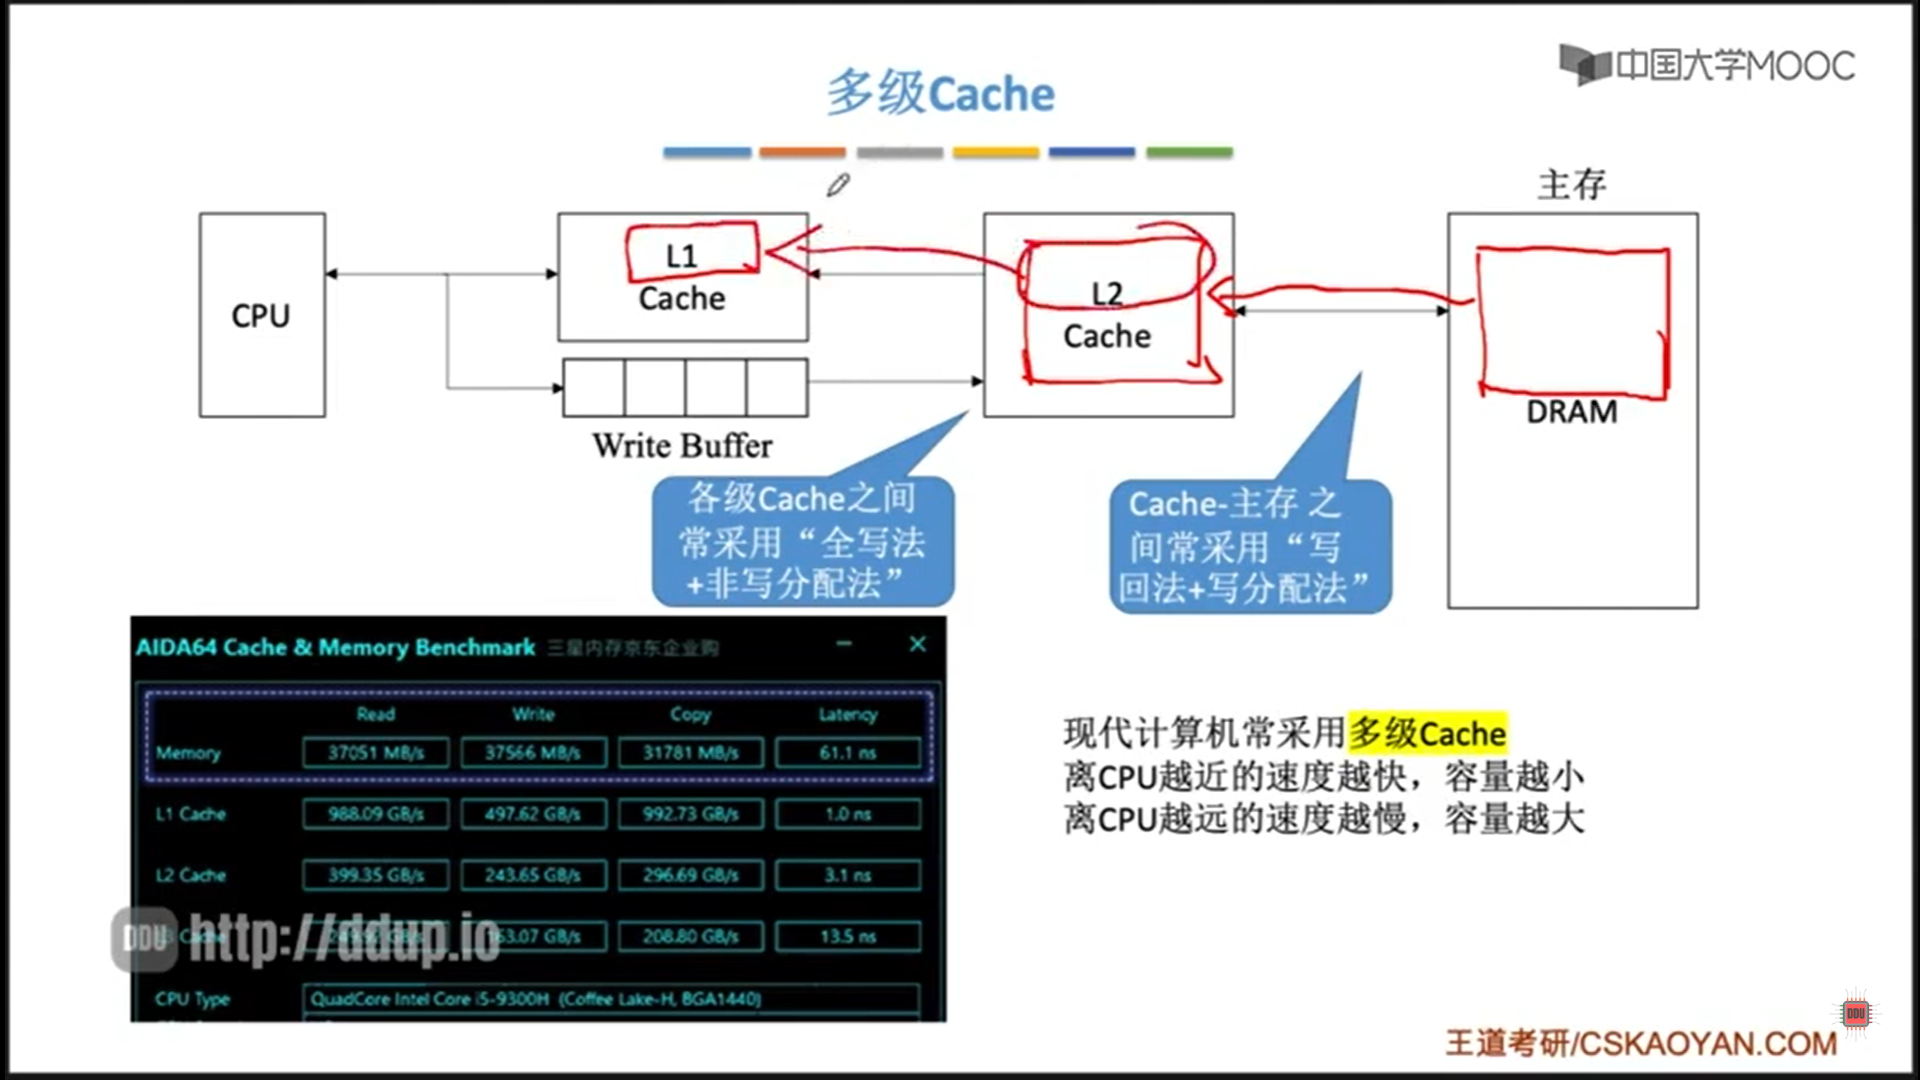 中国大学MOOC
多级Cache
主存
CPU
L1
Cache
L2
Cache
DRAM
Write Buffer
各级Cache之间
常采用“全写法
+非写分配法”
Cache-主存 之
间常采用“写
回法+写分配法”
AIDA64 Cache & Memory Benchmark 三星内存京东企业购
Read Write Copy Latency
Memory 37051 MB/s 37566 MB/s 31781 MB/s 61.1 ns
L1 Cache 988.09 GB/s 497.62 GB/s 992.73 GB/s 1.0 ns
L2 Cache 399.35 GB/s 243.65 GB/s 296.69 GB/s 3.1 ns
Cache 208.80 GB/s 13.5 ns
DDU http://ddup.io
CPU Type QuadCore Intel Core i5-9300H (Coffee Lake-H, BGA1440)
现代计算机常采用多级Cache
离CPU越近的速度越快，容量越小
离CPU越远的速度越慢，容量越大
DDU
王道考研/CSKAOYAN.COM